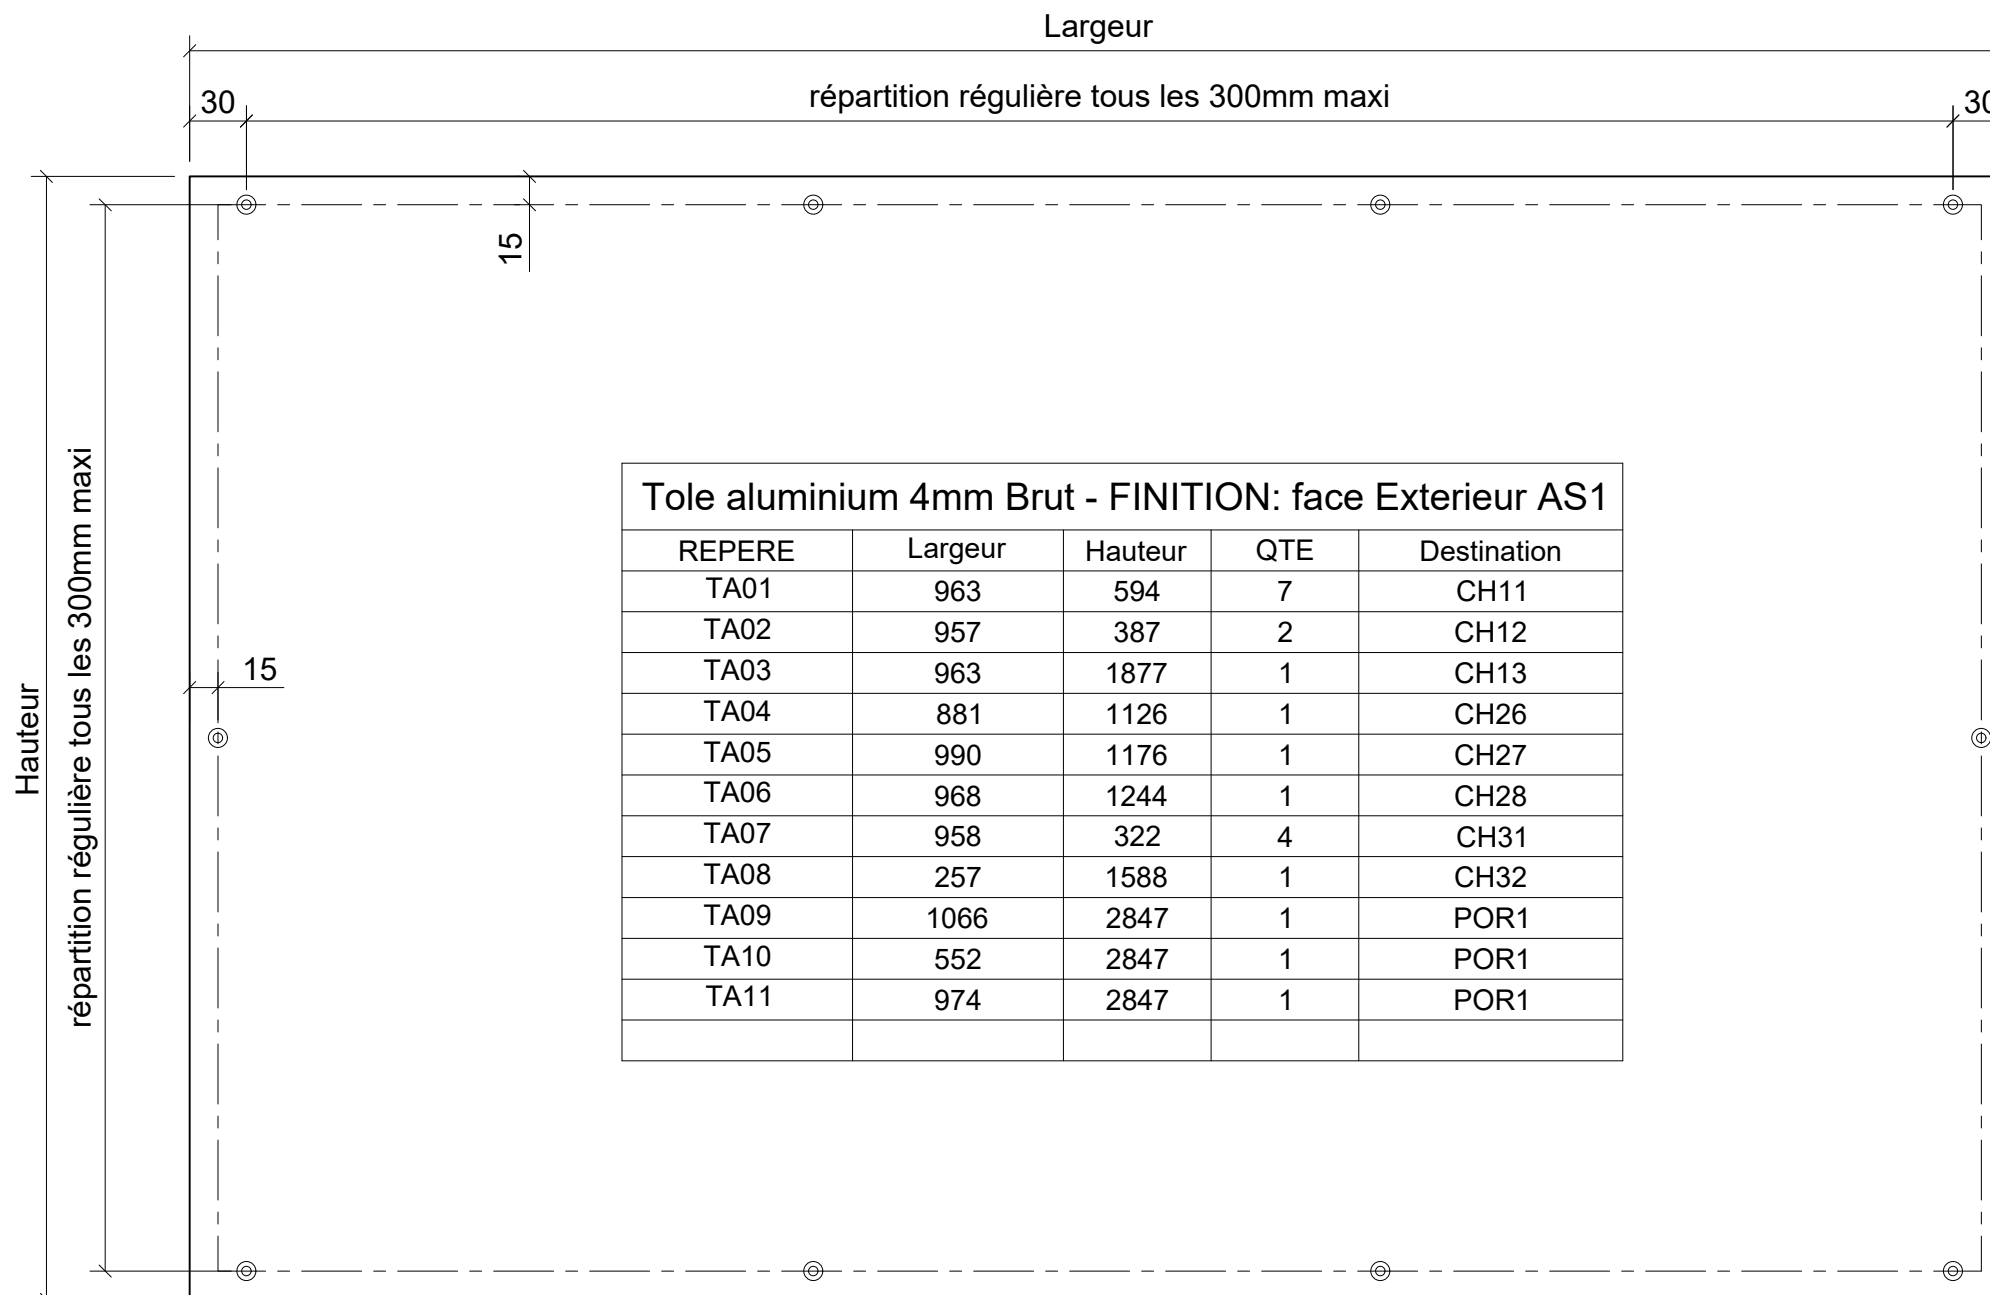 Largeur
30
répartition régulière tous les 300mm maxi
30
15
Hauteur
répartition régulière tous les 300mm maxi
15
Tole aluminium 4mm Brut - FINITION: face Exterieur AS1
REPERE Largeur Hauteur QTE Destination
TA01 963 594 7 CH11
TA02 957 387 2 CH12
TA03 963 1877 1 CH13
TA04 881 1126 1 CH26
TA05 990 1176 1 CH27
TA06 968 1244 1 CH28
TA07 958 322 4 CH31
TA08 257 1588 1 CH32
TA09 1066 2847 1 POR1
TA10 552 2847 1 POR1
TA11 974 2847 1 POR1